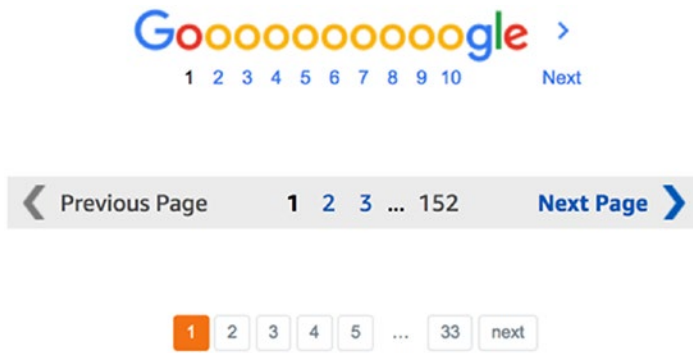 Goooooooooogle >
1 2 3 4 5 6 7 8 9 10 Next
Previous Page 1 2 3 ... 152 Next Page
1 2 3 4 5 ... 33 next